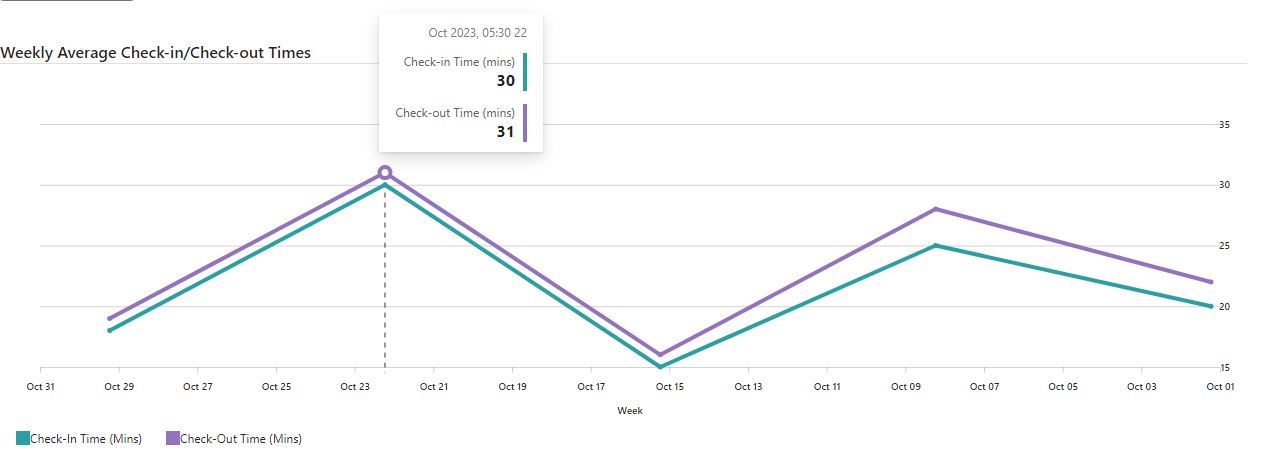 Oct 2023, 05:30 22
Weekly Average Check-in/Check-out Times
Check-in Time (mins)
30
Check-out Time (mins)
31
35
30
25
20
15
Oct 31 Oct 29 Oct 27 Oct 25 Oct 23 Oct 21 Oct 19 Oct 17 Oct 15 Oct 13 Oct 11 Oct 09 Oct 07 Oct 05 Oct 03 Oct 01
Week
Check-In Time (Mins) Check-Out Time (Mins)